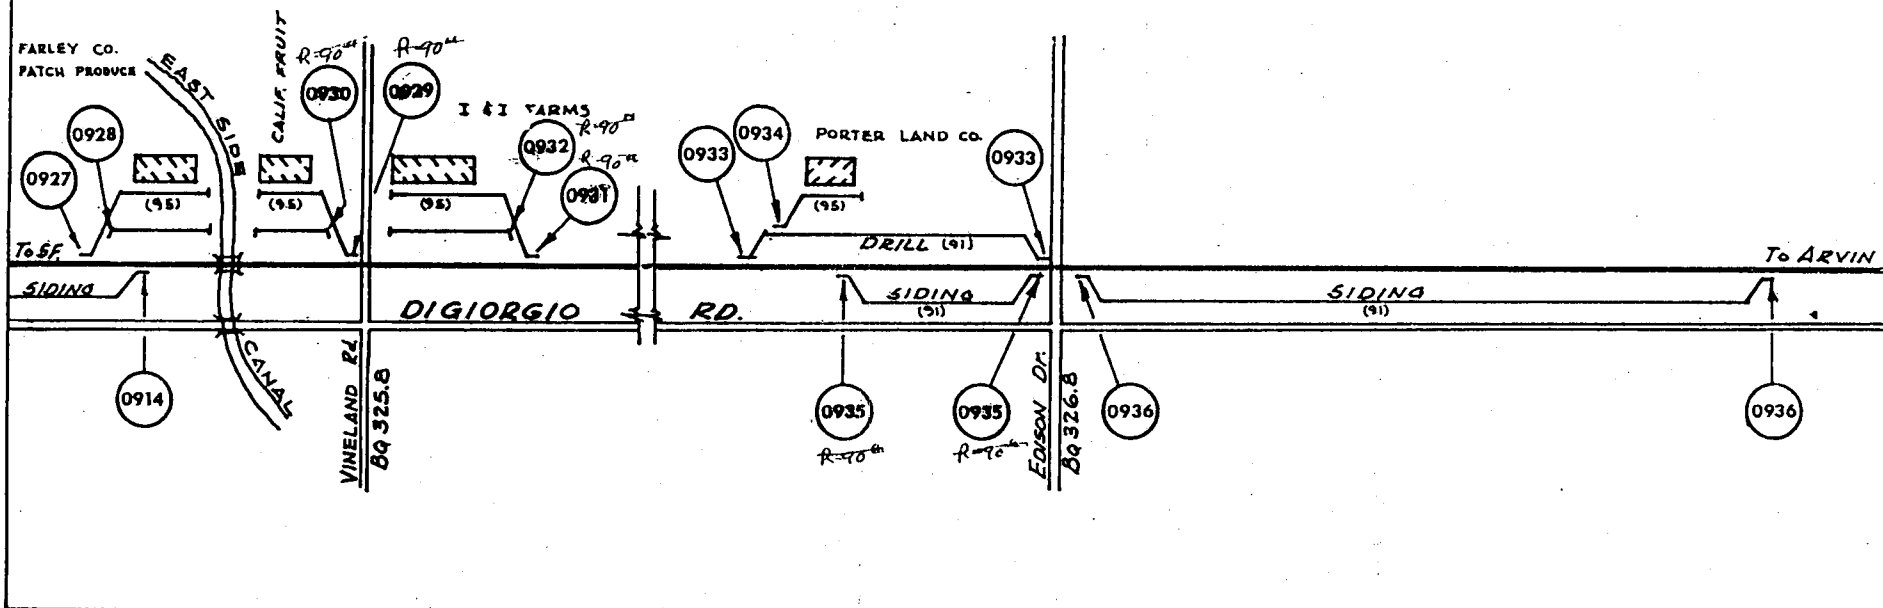 FARLEY CO.
PATCH PRODUCE
EAST SIDE
CANAL
CALIF. FRUIT
R-90
R-90
0930
0929
I & I FARMS
R-90
R-90
0928
0927
0932
0931
0933
0934
PORTER LAND CO.
0933
(95)
(95)
(95)
(95)
DRILL (91)
To SF.
To ARVIN
SIDING
SIDING
(91)
SIDING
(91)
DI GIORGIO RD.
VINELAND Rd.
BQ 325.8
EDISON Dr.
BQ 326.8
0914
0935
R-90
0935
R-90
0936
0936